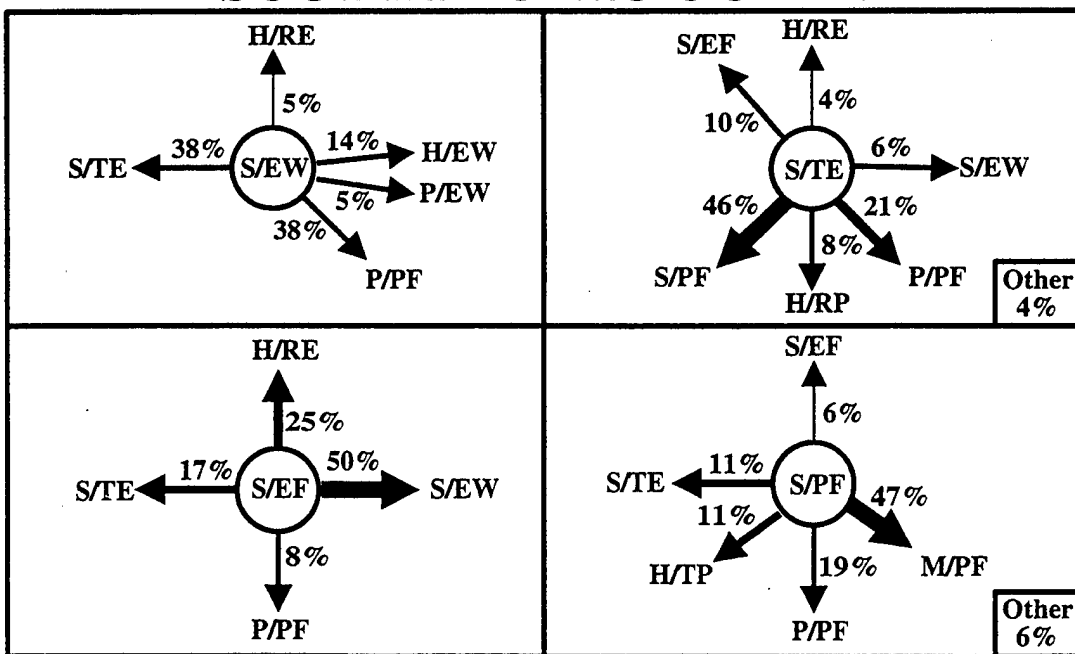 H/RE
5%
38%
14%
S/TE
S/EW
H/EW
5%
P/EW
38%
P/PF
H/RE
S/EF
4%
10%
6%
S/TE
S/EW
46%
21%
8%
S/PF
P/PF
H/RP
Other
4%
H/RE
25%
17%
50%
S/TE
S/EF
S/EW
8%
P/PF
S/EF
6%
11%
S/TE
S/PF
47%
11%
H/TP
19%
M/PF
P/PF
Other
6%